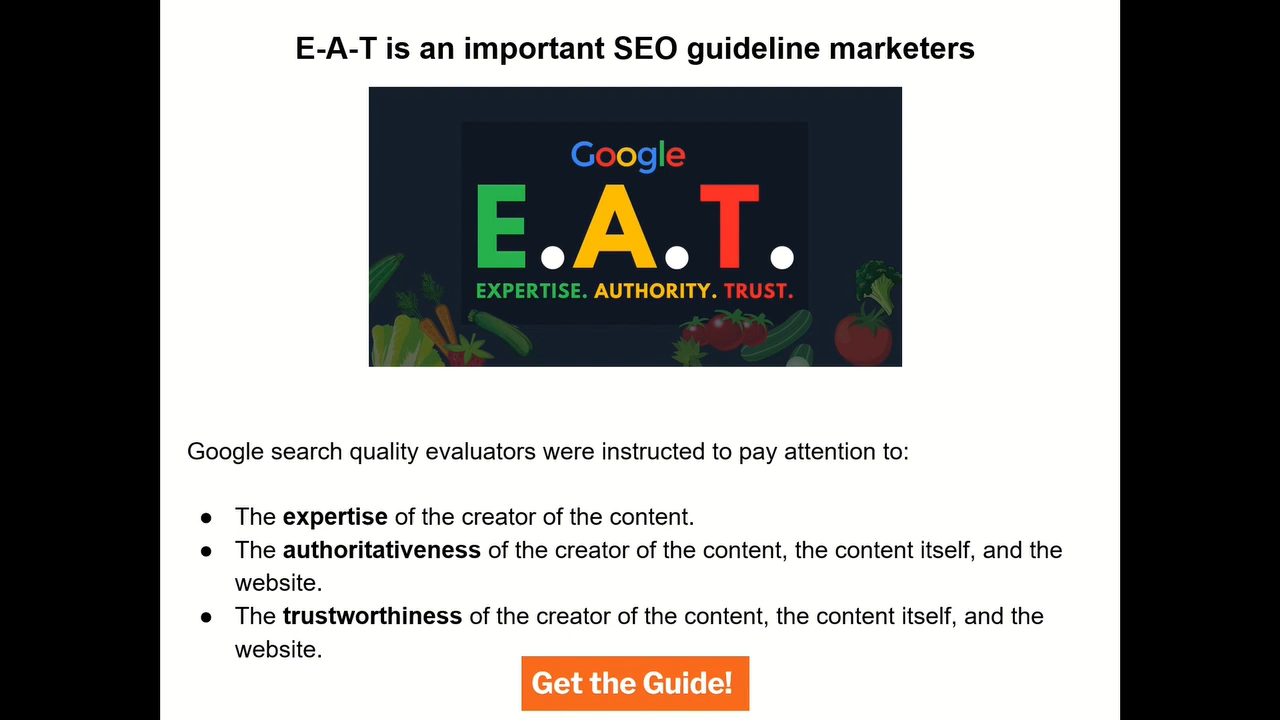 E-A-T is an important SEO guideline marketers
Google
E.A.T.
EXPERTISE. AUTHORITY. TRUST.
Google search quality evaluators were instructed to pay attention to:
● The expertise of the creator of the content.
● The authoritativeness of the creator of the content, the content itself, and the
website.
● The trustworthiness of the creator of the content, the content itself, and the
website.
Get the Guide!